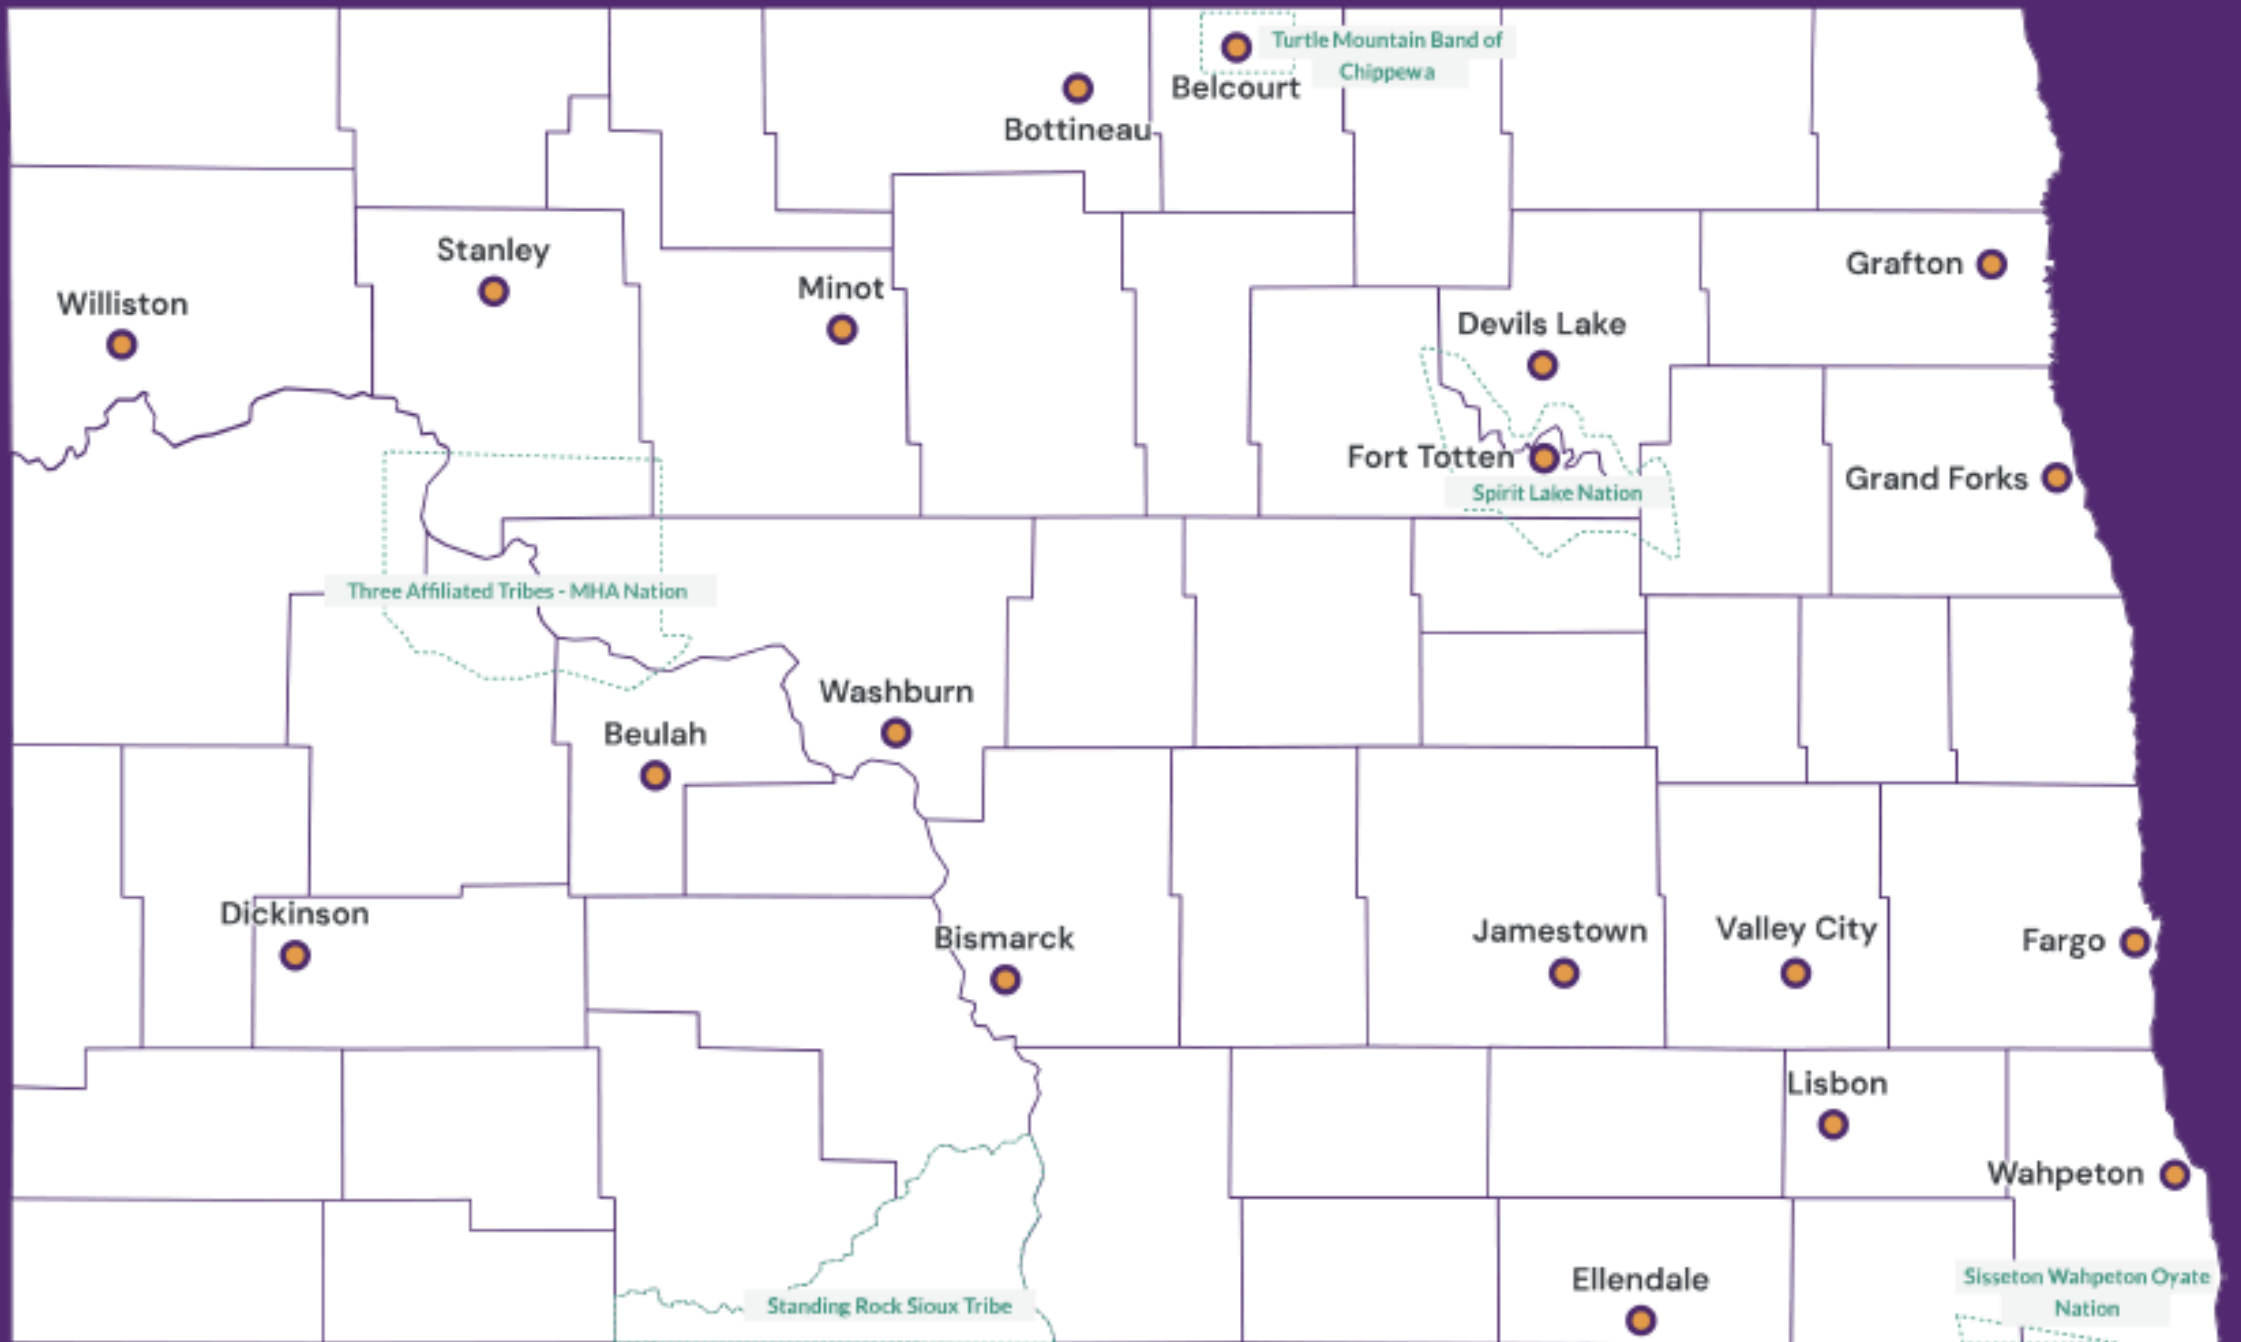 Turtle Mountain Band of
Chippewa
Belcourt
Bottineau
Stanley
Grafton
Minot
Williston
Devils Lake
Fort Totten
Grand Forks
Spirit Lake Nation
Three Affiliated Tribes - MHA Nation
Washburn
Beulah
Dickinson
Bismarck
Jamestown
Valley City
Fargo
Lisbon
Wahpeton
Ellendale
Sisseton Wahpeton Oyate
Nation
Standing Rock Sioux Tribe